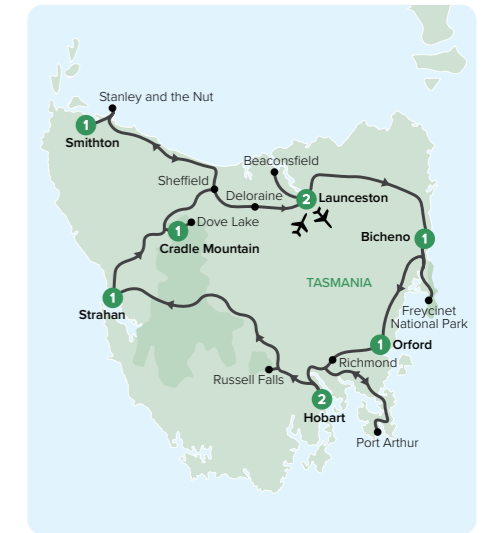 Stanley and the Nut
1
Smithton
Beaconsfield
Sheffield
Deloraine
2
Launceston
Dove Lake
1
Cradle Mountain
Bicheno
1
TASMANIA
1
Strahan
Freycinet
National Park
1
Orford
Richmond
Russell Falls
2
Hobart
Port Arthur